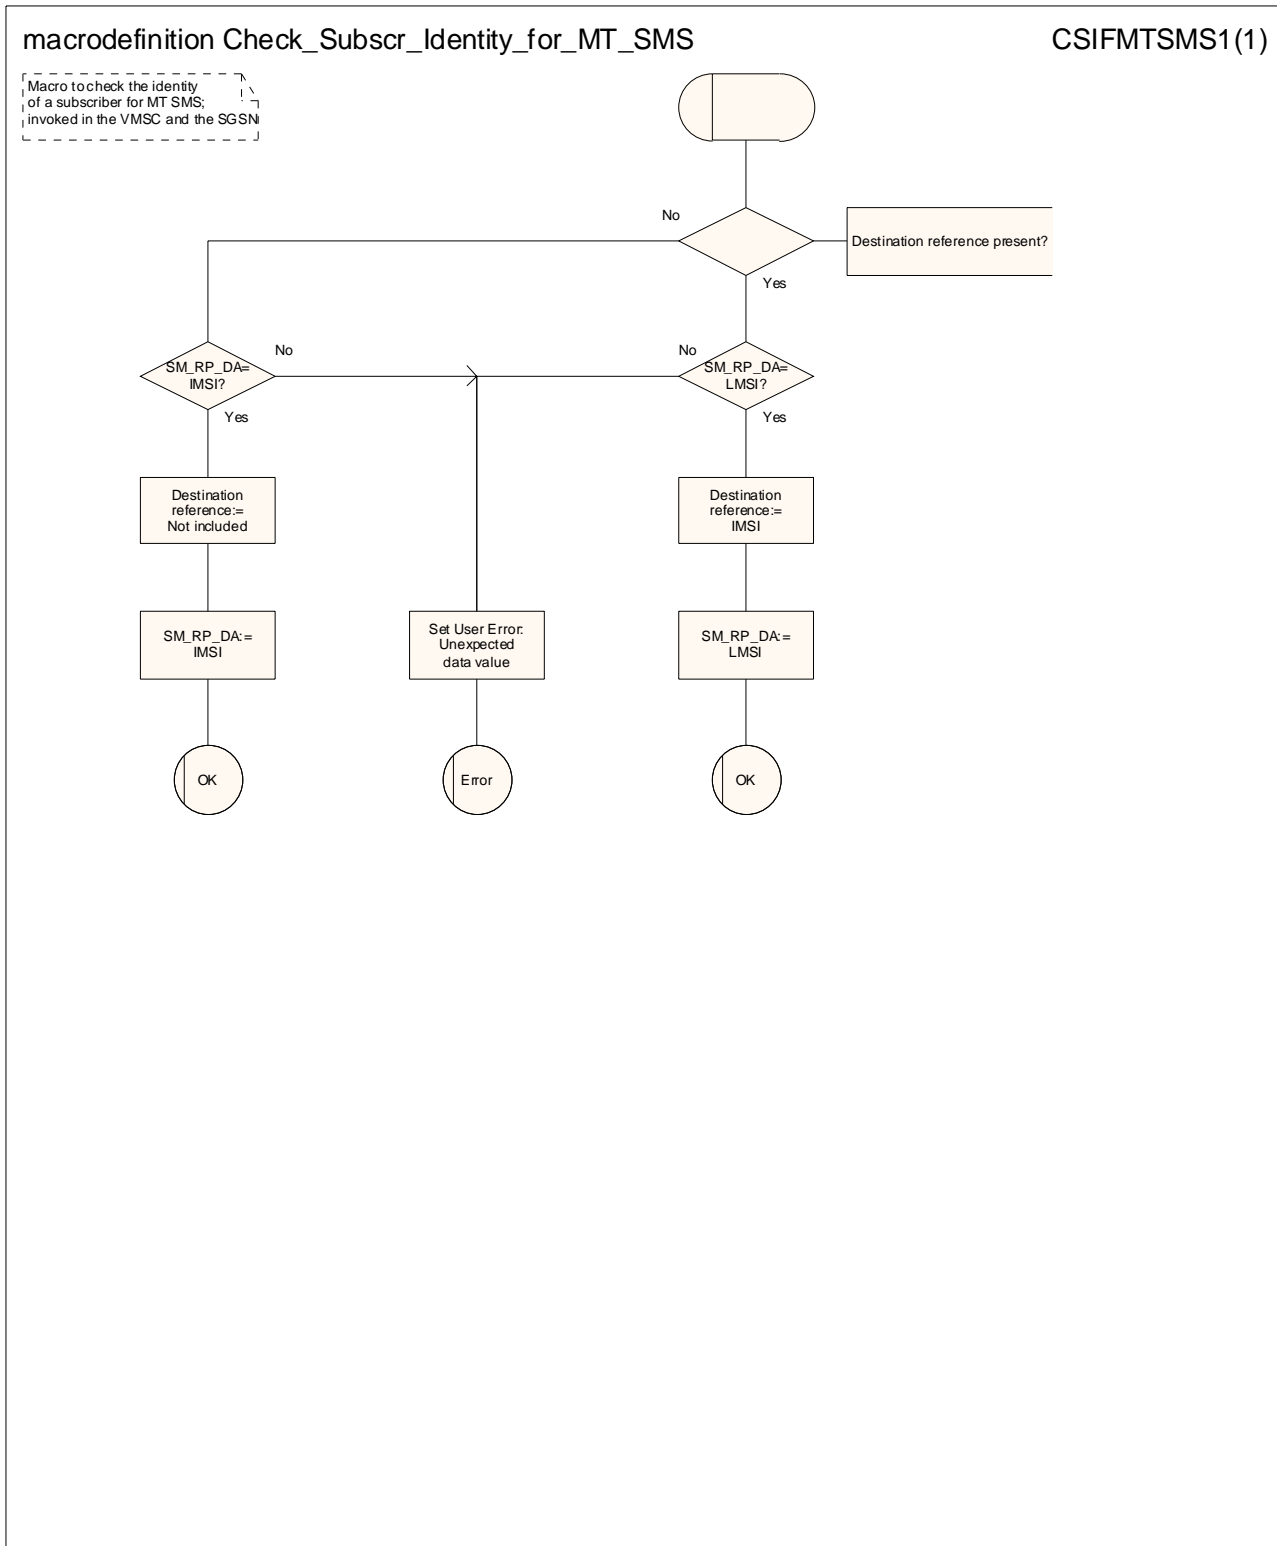 macrodefinition Check_Subscr_Identity_for_MT_SMS
CSIFMTSMS1(1)
Macro to check the identity
of a subscriber for MT SMS;
invoked in the VMSC and the SGSN
No
Destination reference present?
Yes
SM_RP_DA=
IMSI?
No
Yes
No
SM_RP_DA=
LMSI?
Yes
Destination
reference:=
Not included
Destination
reference:=
IMSI
SM_RP_DA:=
IMSI
Set User Error:
Unexpected
data value
SM_RP_DA:=
LMSI
OK
Error
OK